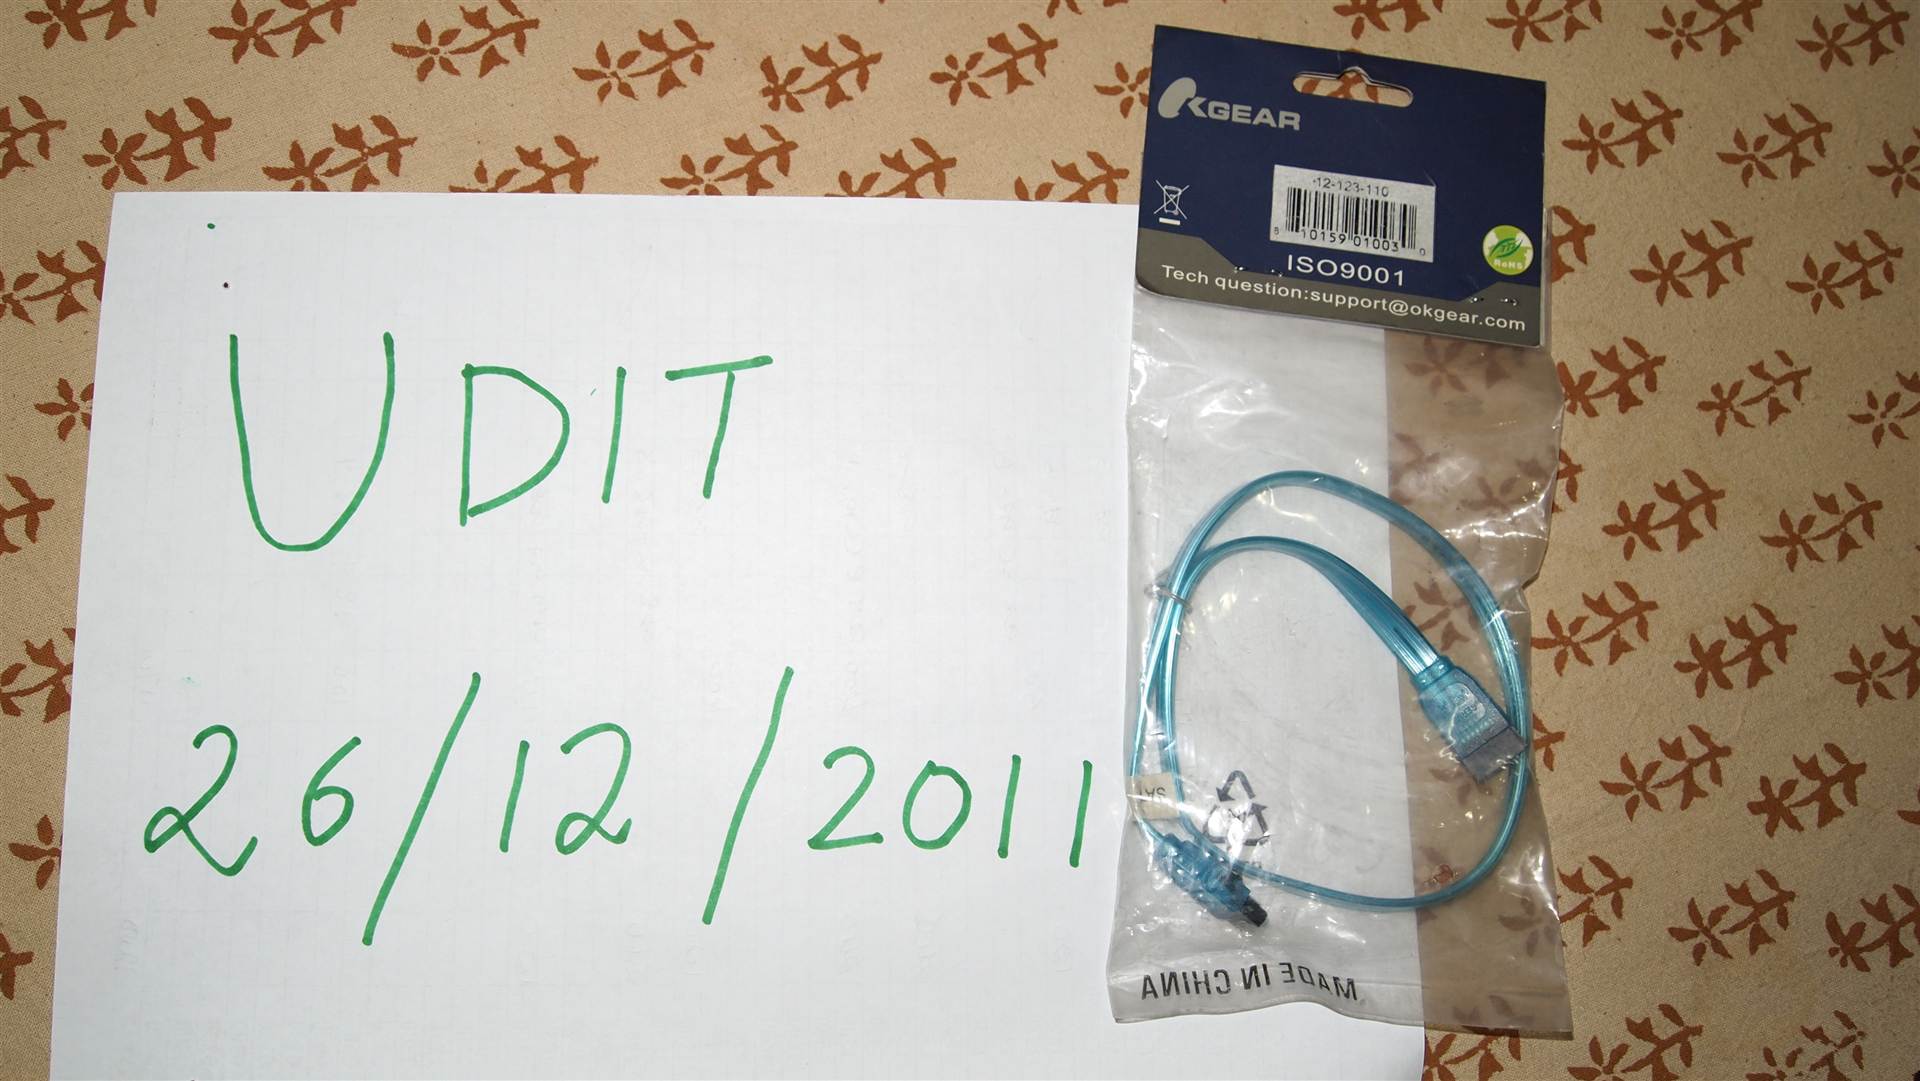 UDIT
26/12/2011
OKGEAR
12-123-110
8 10159 01003 0
ISO9001
RoHS
Tech question:support@okgear.com
MADE IN CHINA